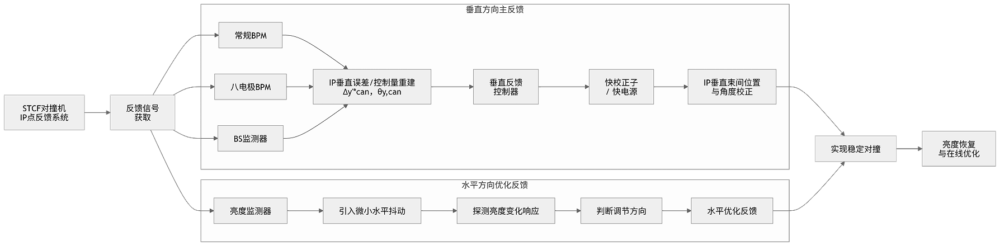 垂直方向主反馈
常规BPM
八电极BPM
BS监测器
IP垂直误差/控制量重建
Δy'*can，θy,can
垂直反馈
控制器
快校正子
/ 快电源
IP垂直束间位置
与角度校正
STCF对撞机
IP点反馈系统
反馈信号
获取
实现稳定对撞
亮度恢复
与在线优化
水平方向优化反馈
亮度监测器
引入微小水平抖动
探测亮度变化响应
判断调节方向
水平优化反馈